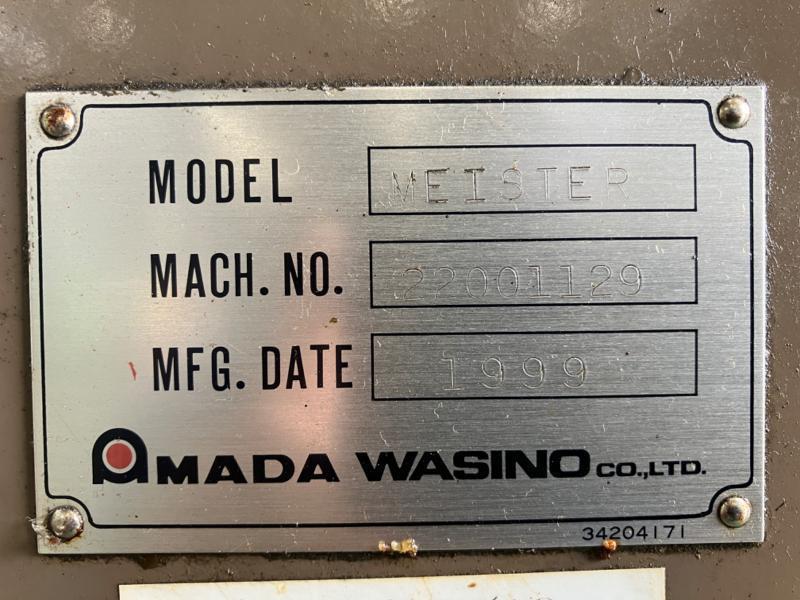 MODEL MEISTER
MACH. NO. 22001129
MFG. DATE 1999
AMADA WASINO CO.,LTD.
34204171